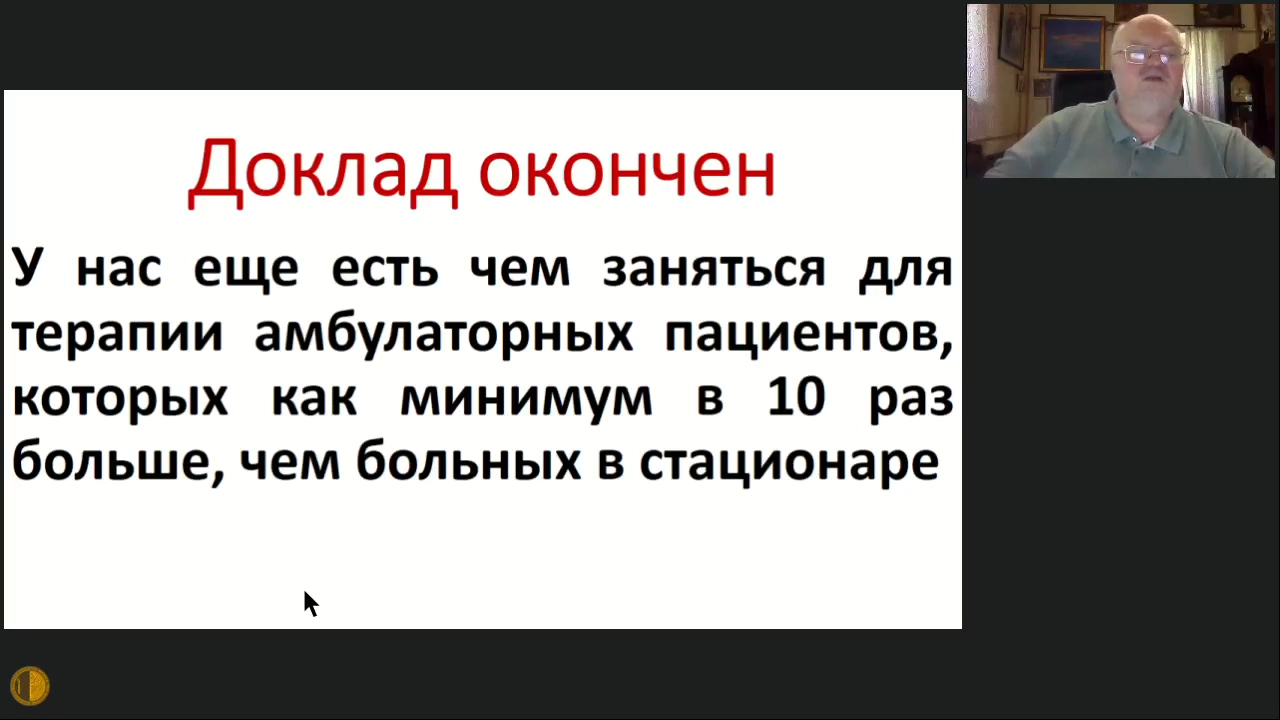 Доклад окончен
У нас еще есть чем заняться для
терапии амбулаторных пациентов,
которых как минимум в 10 раз
больше, чем больных в стационаре